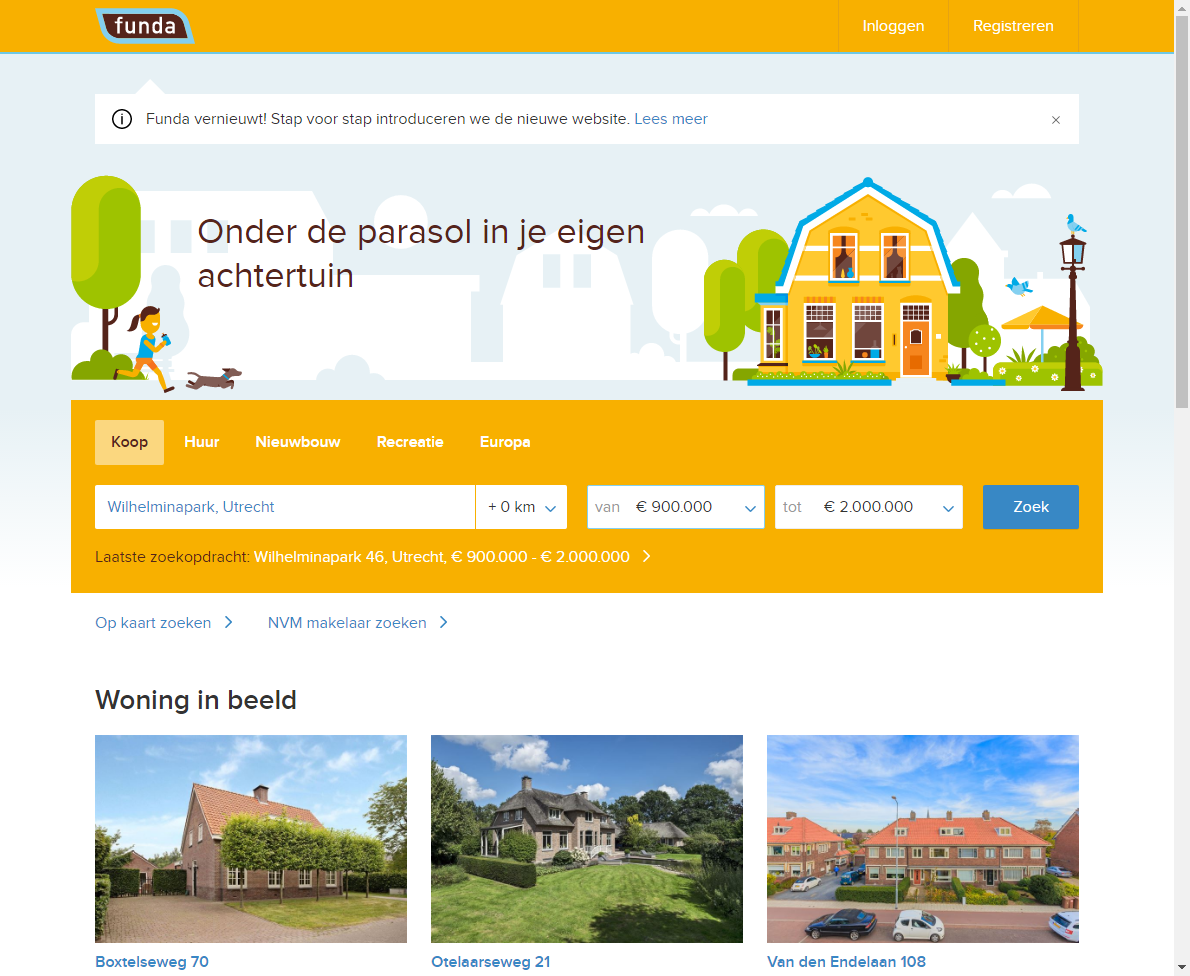 funda
Inloggen
Registreren
Funda vernieuwt! Stap voor stap introduceren we de nieuwe website. Lees meer
Onder de parasol in je eigen
achtertuin
Koop
Huur
Nieuwbouw
Recreatie
Europa
Wilhelminapark, Utrecht
+ 0 km
van € 900.000
tot € 2.000.000
Zoek
Laatste zoekopdracht: Wilhelminapark 46, Utrecht, € 900.000 - € 2.000.000
Op kaart zoeken
NVM makelaar zoeken
Woning in beeld
Boxtelseweg 70
Otelaarseweg 21
Van den Endelaan 108